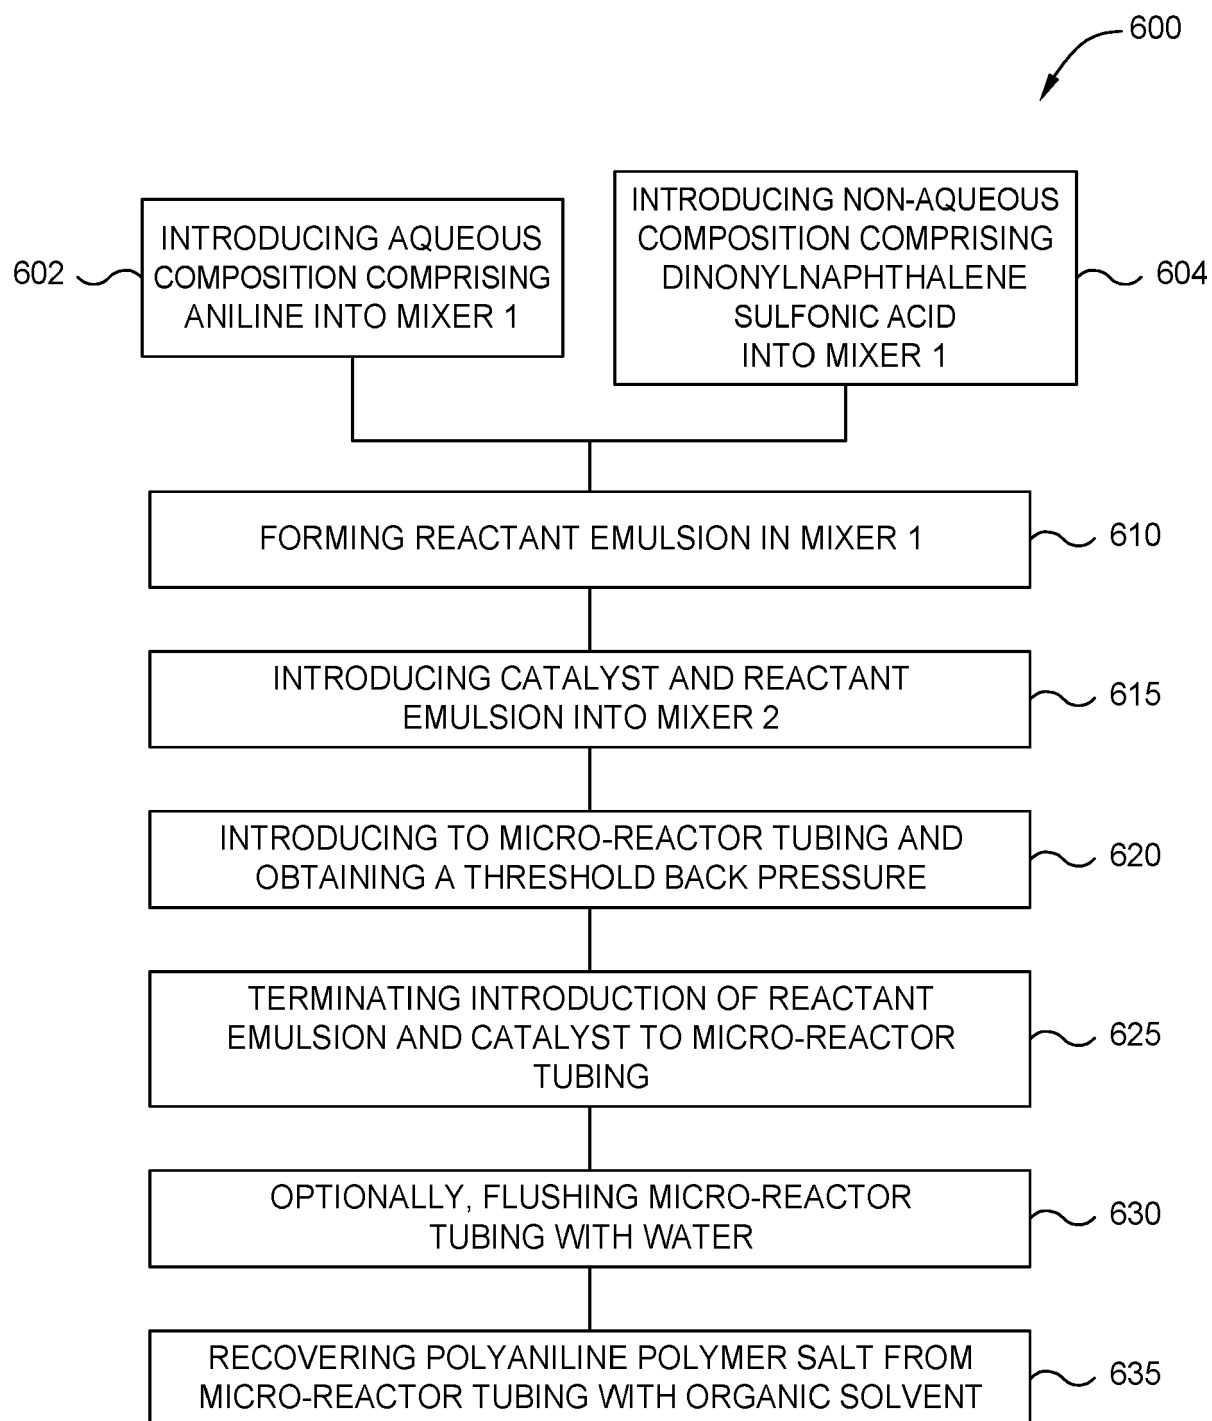 600
INTRODUCING AQUEOUS
COMPOSITION COMPRISING
ANILINE INTO MIXER 1
602
INTRODUCING NON-AQUEOUS
COMPOSITION COMPRISING
DINONYLNAPHTHALENE
SULFONIC ACID
INTO MIXER 1
604
FORMING REACTANT EMULSION IN MIXER 1
610
INTRODUCING CATALYST AND REACTANT
EMULSION INTO MIXER 2
615
INTRODUCING TO MICRO-REACTOR TUBING AND
OBTAINING A THRESHOLD BACK PRESSURE
620
TERMINATING INTRODUCTION OF REACTANT
EMULSION AND CATALYST TO MICRO-REACTOR
TUBING
625
OPTIONALLY, FLUSHING MICRO-REACTOR
TUBING WITH WATER
630
RECOVERING POLYANILINE POLYMER SALT FROM
MICRO-REACTOR TUBING WITH ORGANIC SOLVENT
635